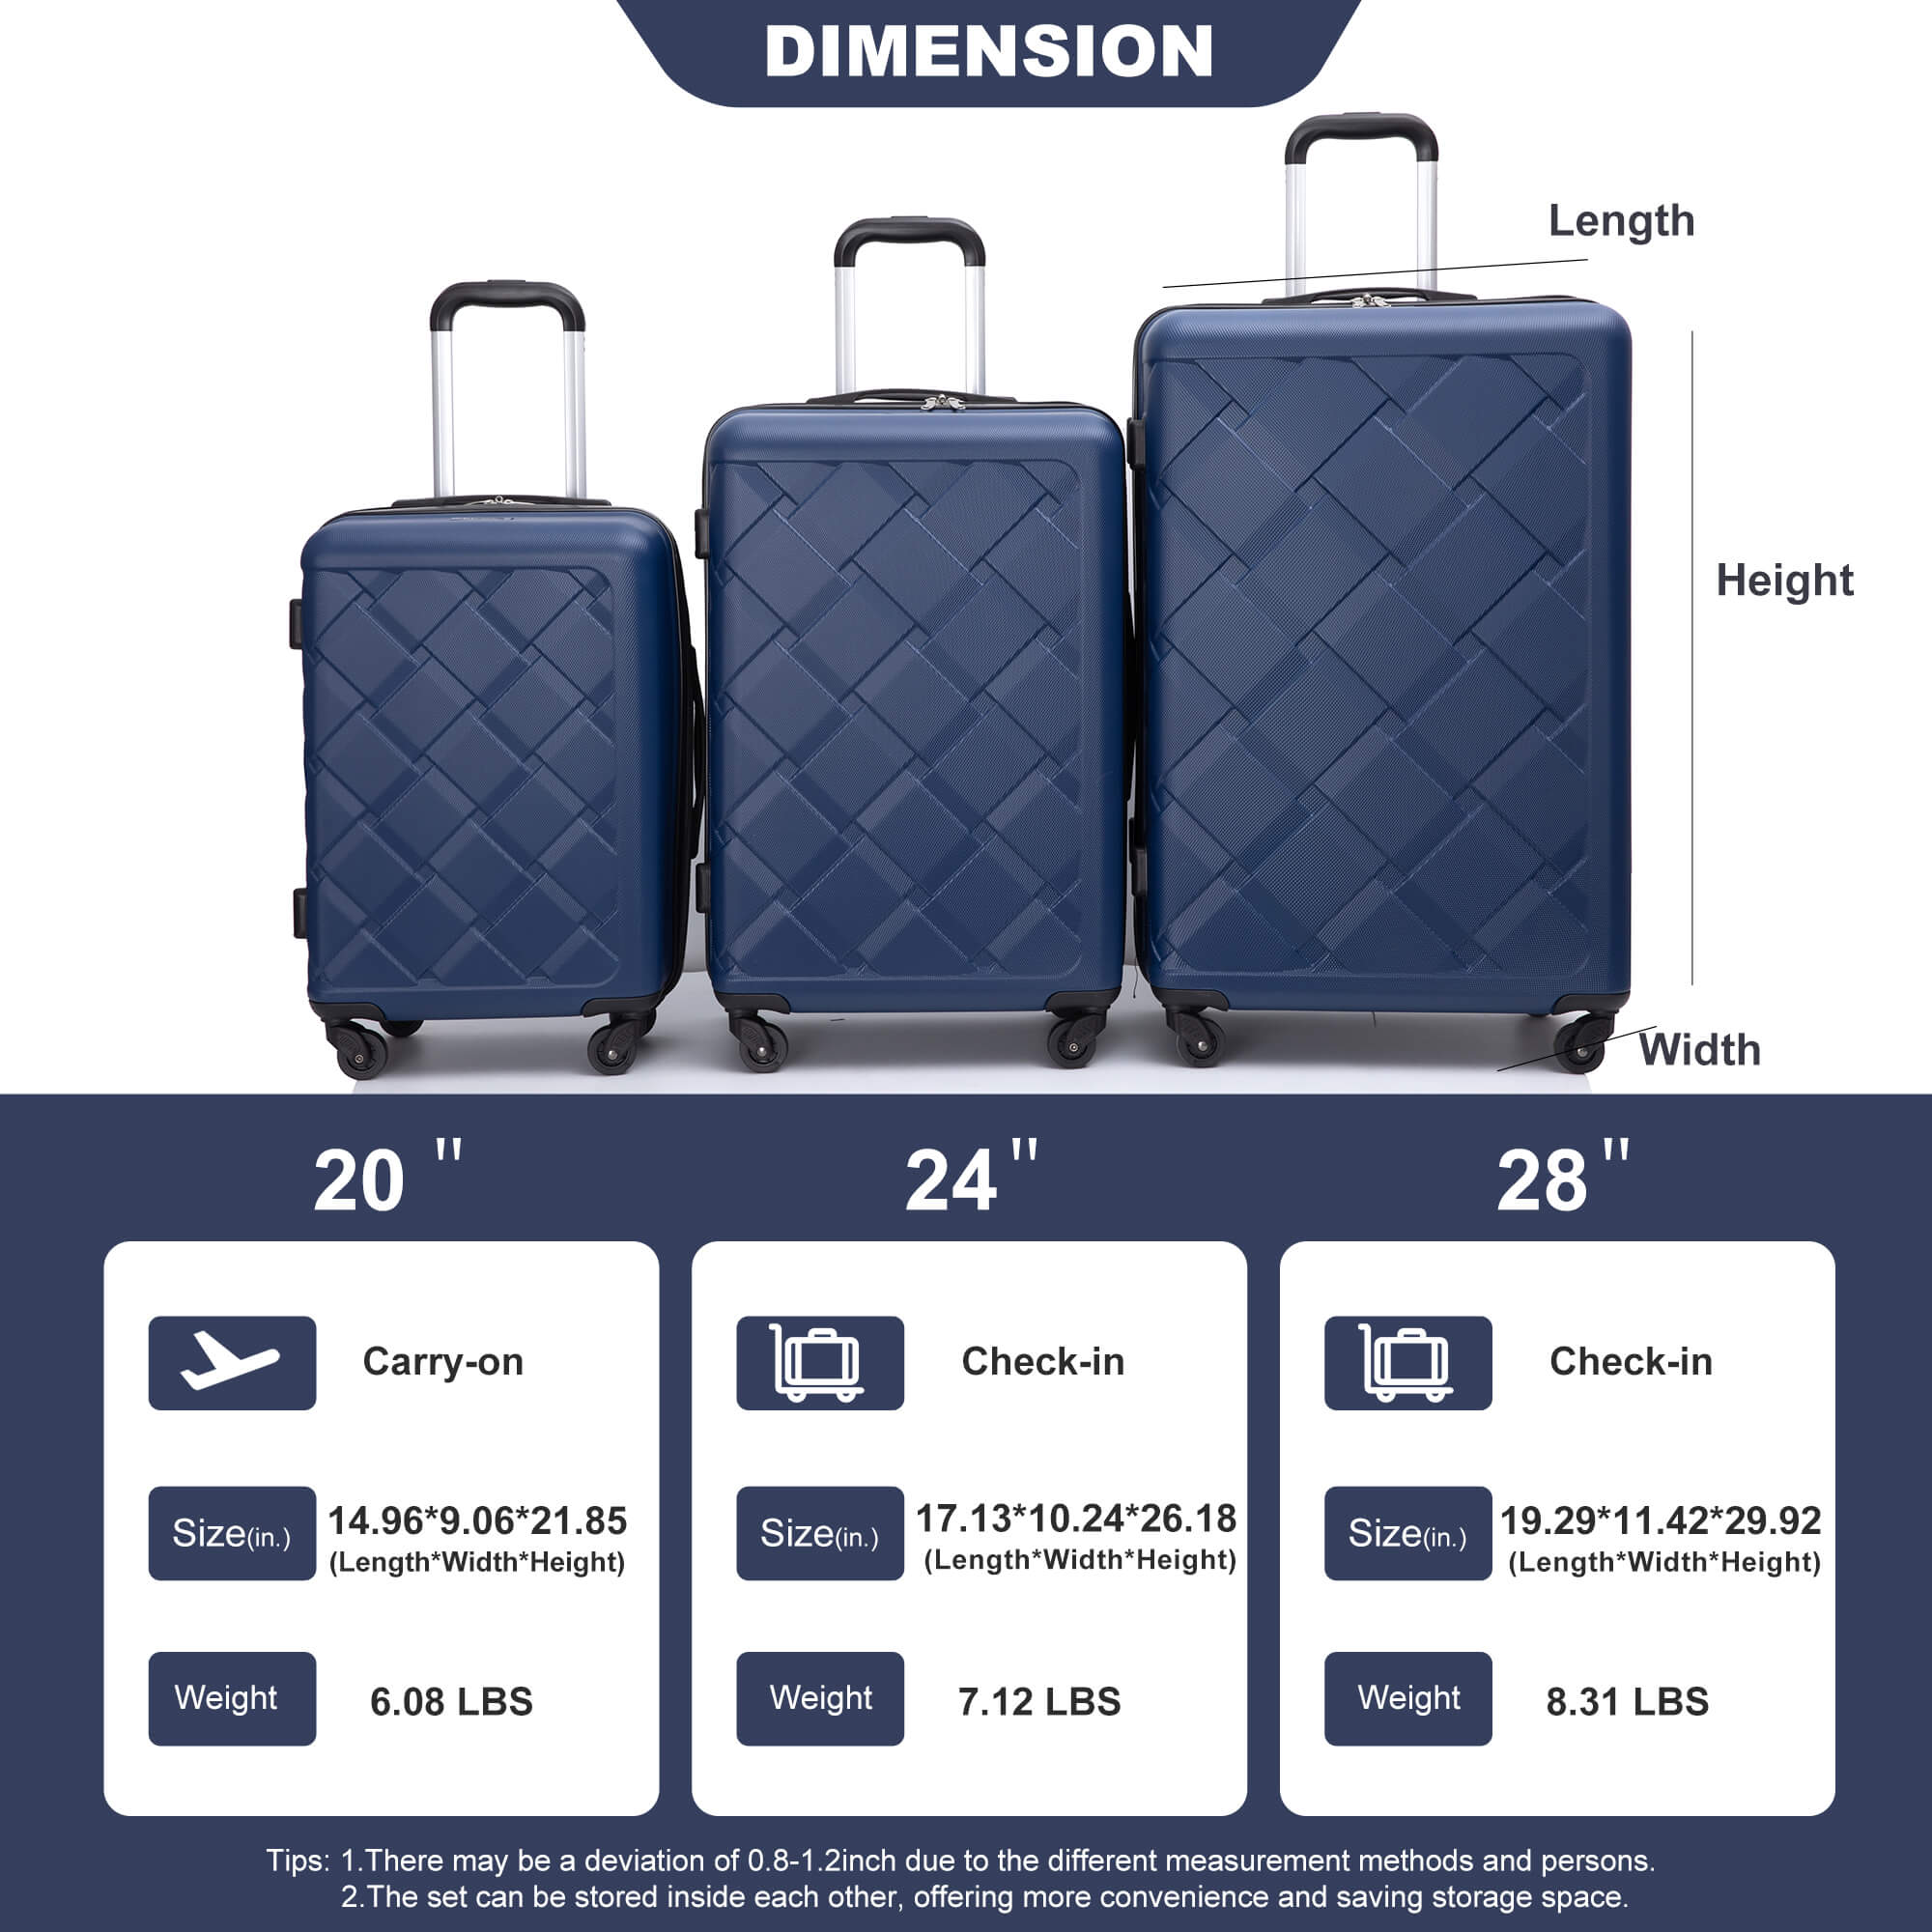 DIMENSION
Length
Height
Width
20 "
24 "
28 "
Carry-on
Size(in.) 14.96*9.06*21.85
(Length*Width*Height)
Weight 6.08 LBS
Check-in
Size(in.) 17.13*10.24*26.18
(Length*Width*Height)
Weight 7.12 LBS
Check-in
Size(in.) 19.29*11.42*29.92
(Length*Width*Height)
Weight 8.31 LBS
Tips: 1.There may be a deviation of 0.8-1.2inch due to the different measurement methods and persons.
2.The set can be stored inside each other, offering more convenience and saving storage space.